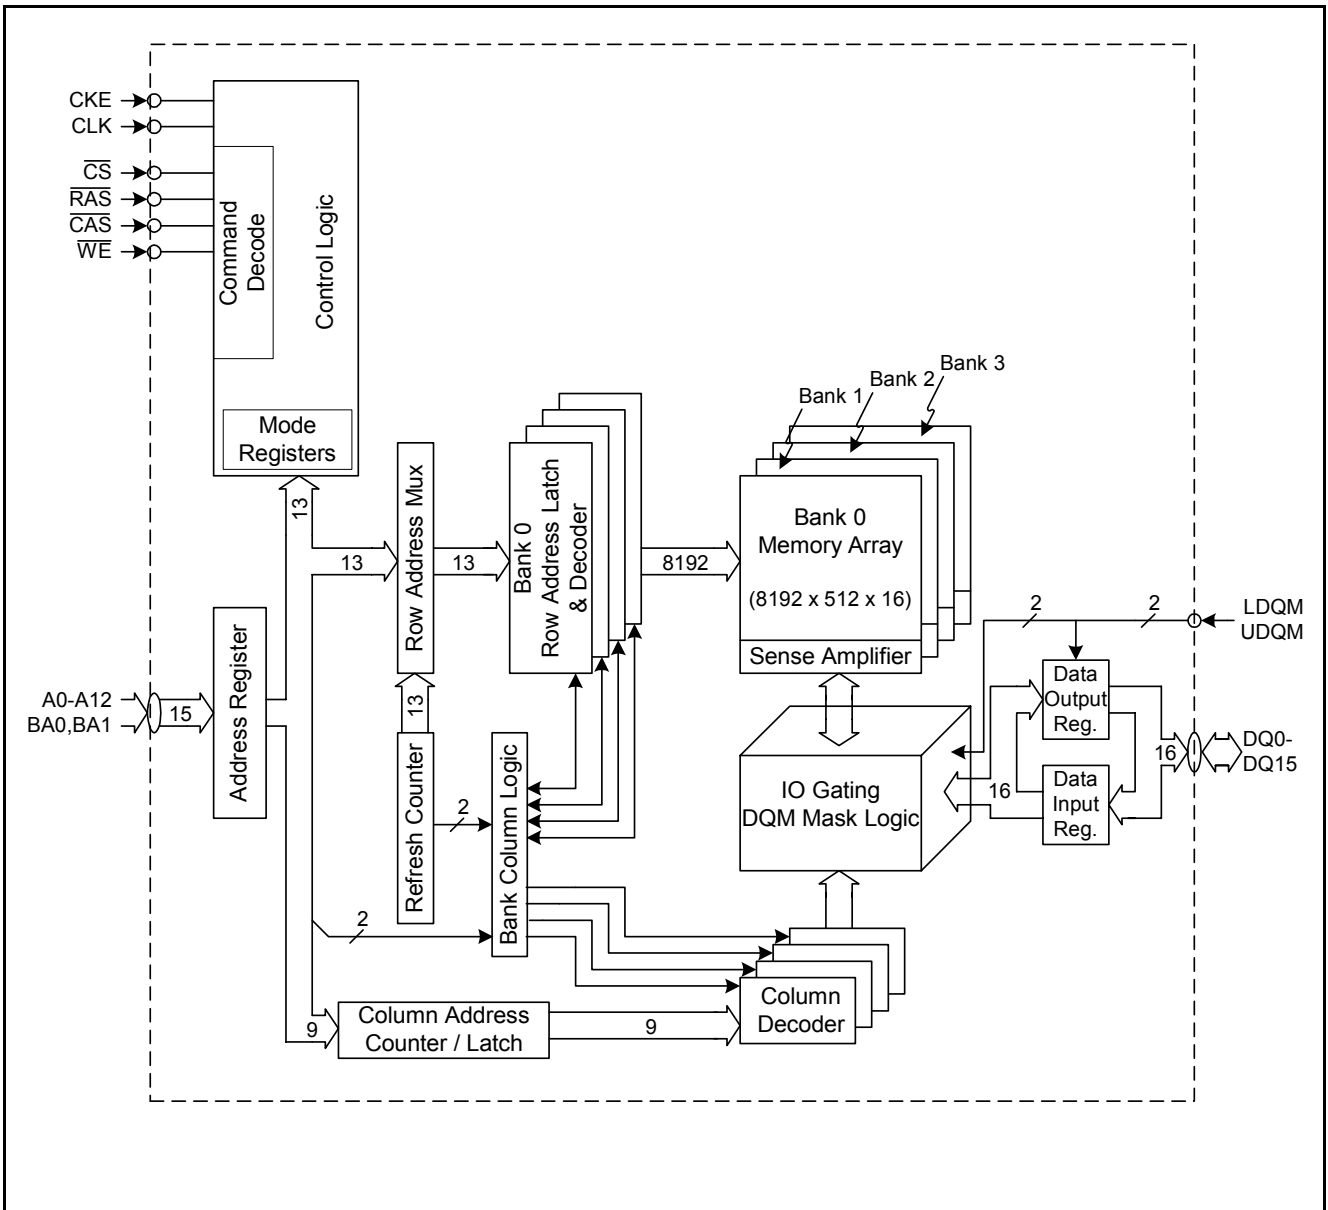 CKE
CLK
C̅S̅
R̅A̅S̅
C̅A̅S̅
W̅E̅
Command
Decode
Control Logic
Mode
Registers
13
Bank 3
Bank 2
Bank 1
13
Row Address Mux
13
Bank 0
Row Address Latch
& Decoder
8192
Bank 0
Memory Array
(8192 x 512 x 16)
Sense Amplifier
2
2
LDQM
UDQM
A0-A12
BA0,BA1
15
Address Register
13
Refresh Counter
2
Bank Column Logic
IO Gating
DQM Mask Logic
16
Data
Output
Reg.
Data
Input
Reg.
16
DQ0-
DQ15
2
9
Column Address
Counter / Latch
9
Column
Decoder